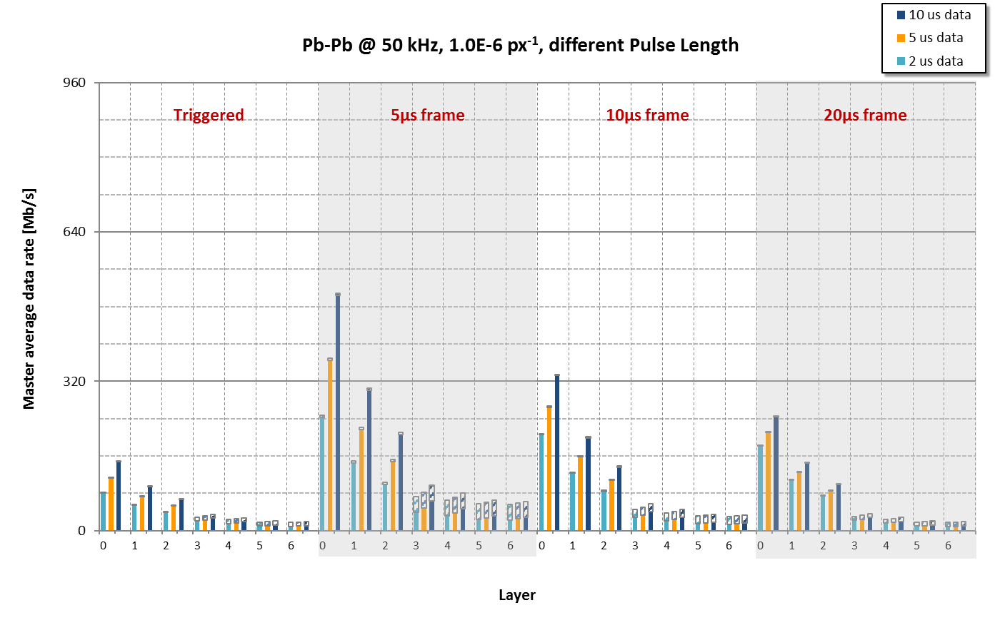 10 us data
5 us data
2 us data
Pb-Pb @ 50 kHz, 1.0E-6 px-1, different Pulse Length
960
640
320
0
Master average data rate [Mb/s]
Triggered
5µs frame
10µs frame
20µs frame
0 1 2 3 4 5 6 0 1 2 3 4 5 6 0 1 2 3 4 5 6 0 1 2 3 4 5 6
Layer